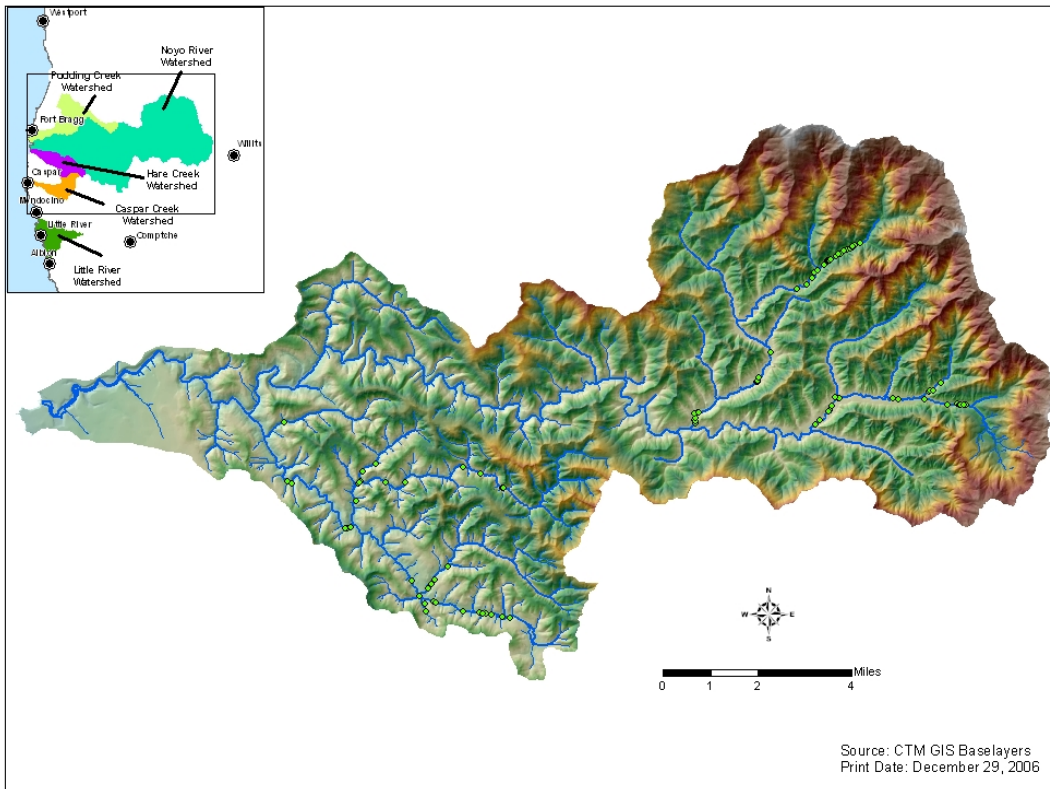 Westport
Noyo River
Watershed
Pudding Creek
Watershed
Fort Bragg
Willits
Hare Creek
Watershed
Caspar
Mendocino
Caspar Creek
Watershed
Little River
Comptche
Albion
Little River
Watershed
N
W E
S
Miles
0 1 2 4
Source: CTM GIS Baselayers
Print Date: December 29, 2006